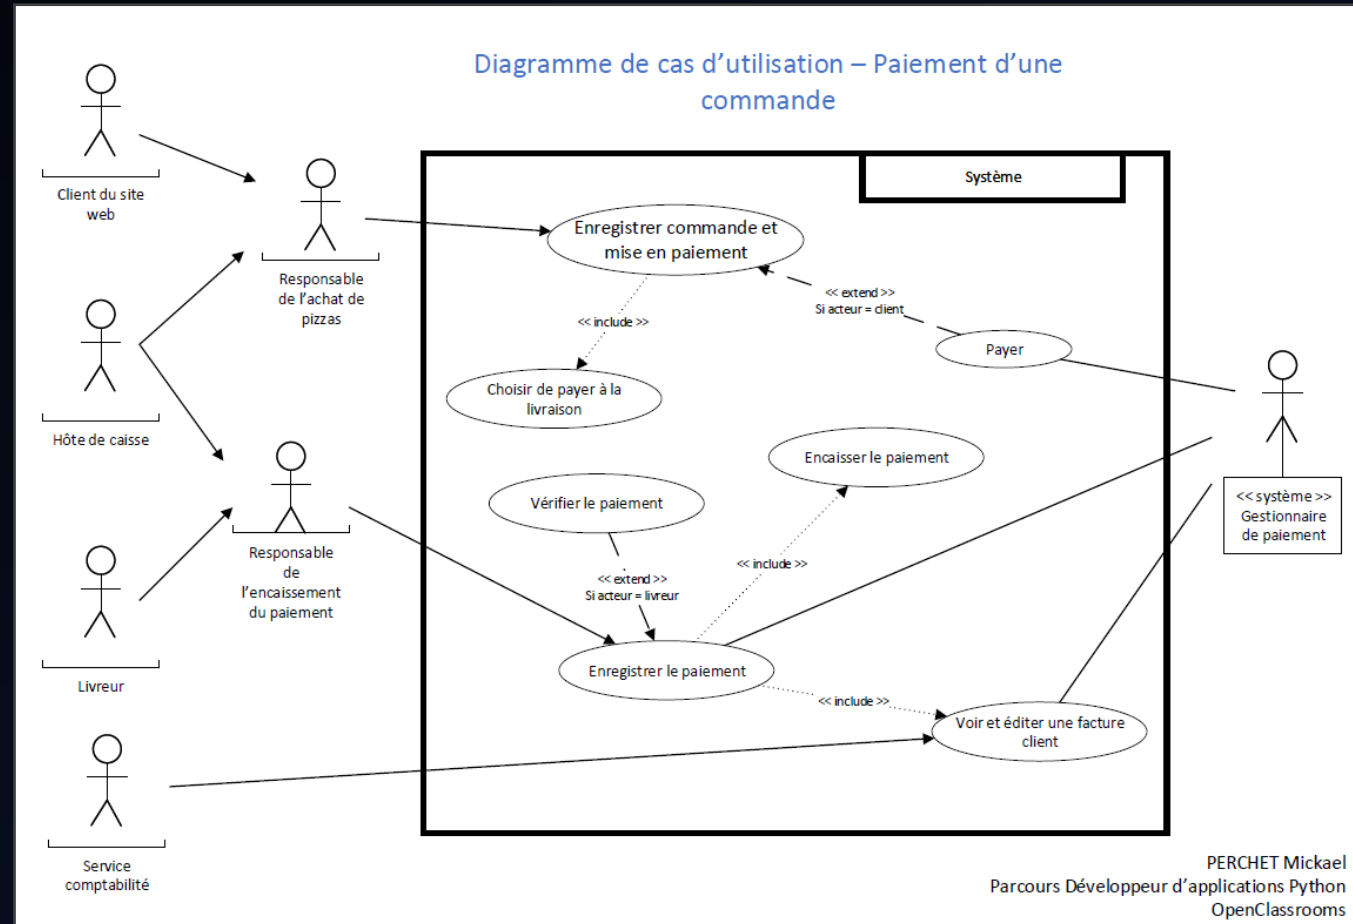 Diagramme de cas d'utilisation – Paiement d'une
commande
Système
Client du site
web
Responsable
de l'achat de
pizzas
Enregistrer commande et
mise en paiement
<< extend >>
Si acteur = client
<< include >>
Payer
Choisir de payer à la
livraison
Hôte de caisse
Encaisser le paiement
Vérifier le paiement
<< système >>
Gestionnaire
de paiement
Responsable
de
l'encaissement
du paiement
<< include >>
<< extend >>
Si acteur = livreur
Enregistrer le paiement
Livreur
<< include >>
Voir et éditer une facture
client
Service
comptabilité
PERCHET Mickael
Parcours Développeur d'applications Python
OpenClassrooms